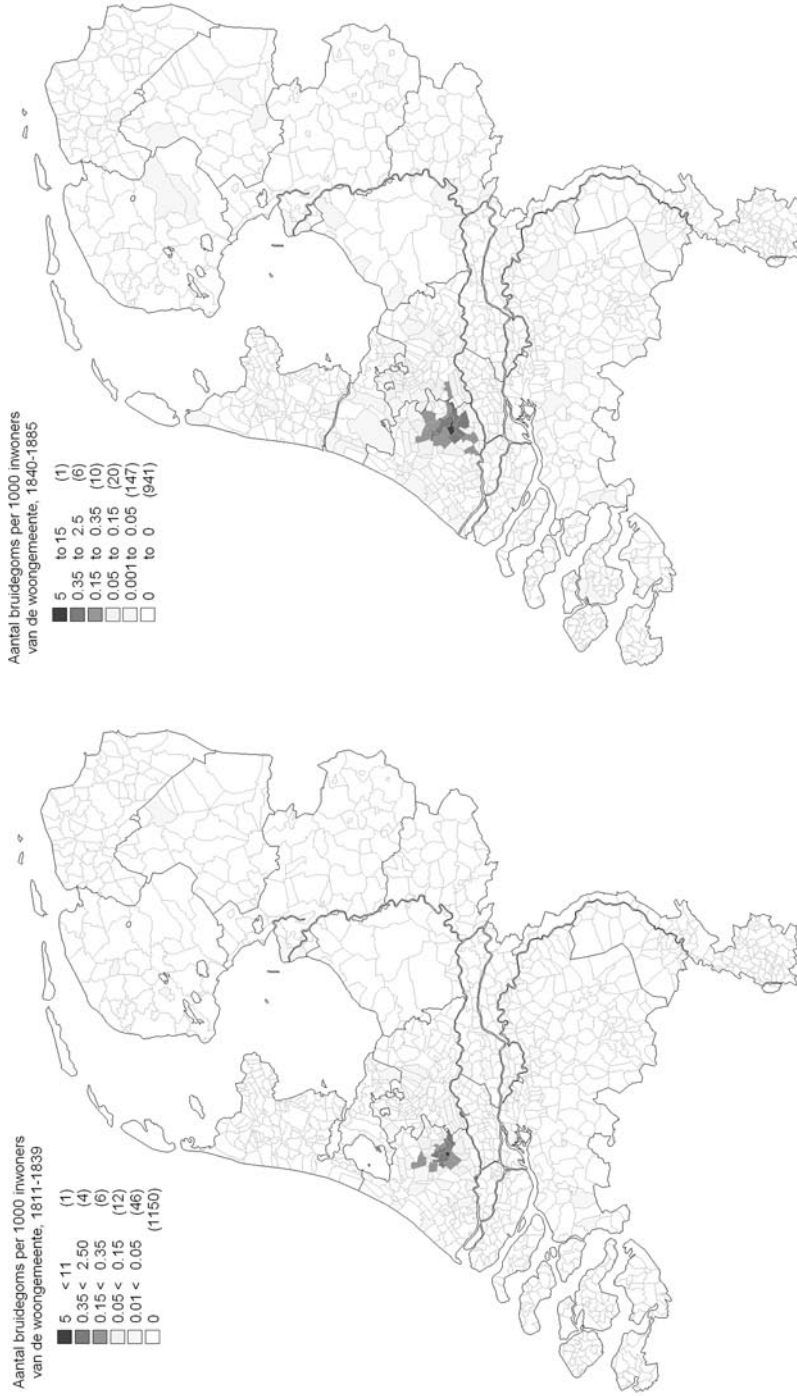 Aantal bruidegoms per 1000 inwoners
van de woongemeente, 1811-1839
5 < 11 (1)
0.35 < 2.50 (4)
0.15 < 0.35 (6)
0.05 < 0.15 (12)
0.01 < 0.05 (46)
0 (1150)
Aantal bruidegoms per 1000 inwoners
van de woongemeente, 1840-1885
5 to 15 (1)
0.35 to 2.5 (6)
0.15 to 0.35 (10)
0.05 to 0.15 (20)
0.001 to 0.05 (147)
0 to 0 (941)